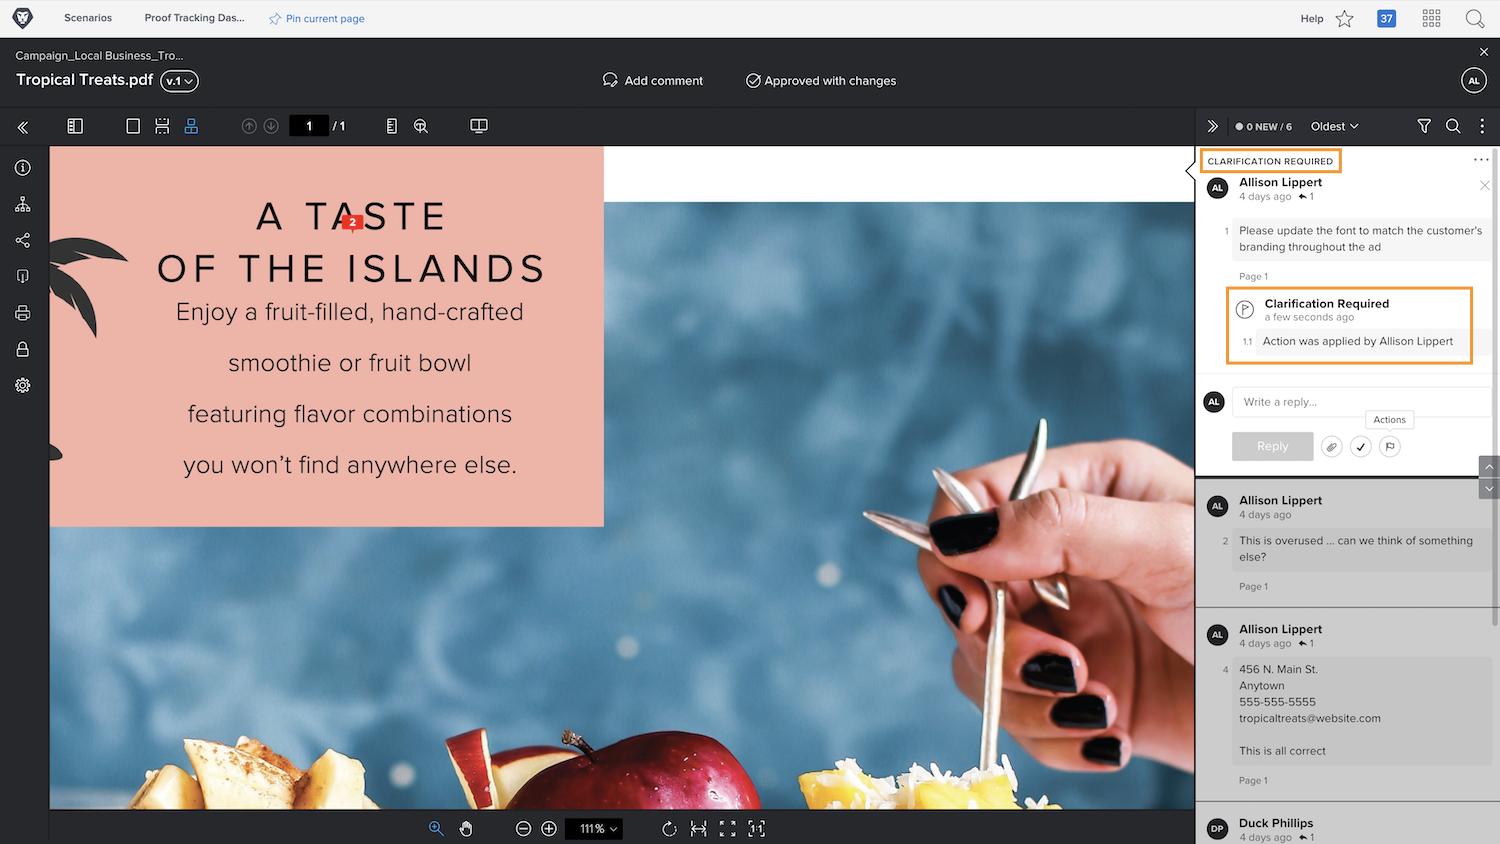 Scenarios
Proof Tracking Das...
Pin current page
Help
37
Campaign_Local Business_Tro...
Tropical Treats.pdf
v.1
Add comment
Approved with changes
AL
1 / 1
0 NEW / 6
Oldest
A TASTE
2
OF THE ISLANDS
Enjoy a fruit-filled, hand-crafted
smoothie or fruit bowl
featuring flavor combinations
you won't find anywhere else.
111%
1:1
CLARIFICATION REQUIRED
AL
Allison Lippert
4 days ago 1
1 Please update the font to match the customer's
branding throughout the ad
Page 1
Clarification Required
a few seconds ago
1.1 Action was applied by Allison Lippert
AL
Write a reply...
Actions
Reply
AL
Allison Lippert
4 days ago
2 This is overused ... can we think of something
else?
Page 1
AL
Allison Lippert
4 days ago 1
4 456 N. Main St.
Anytown
555-555-5555
tropicaltreats@website.com
This is all correct
Page 1
DP
Duck Phillips
4 days ago 1